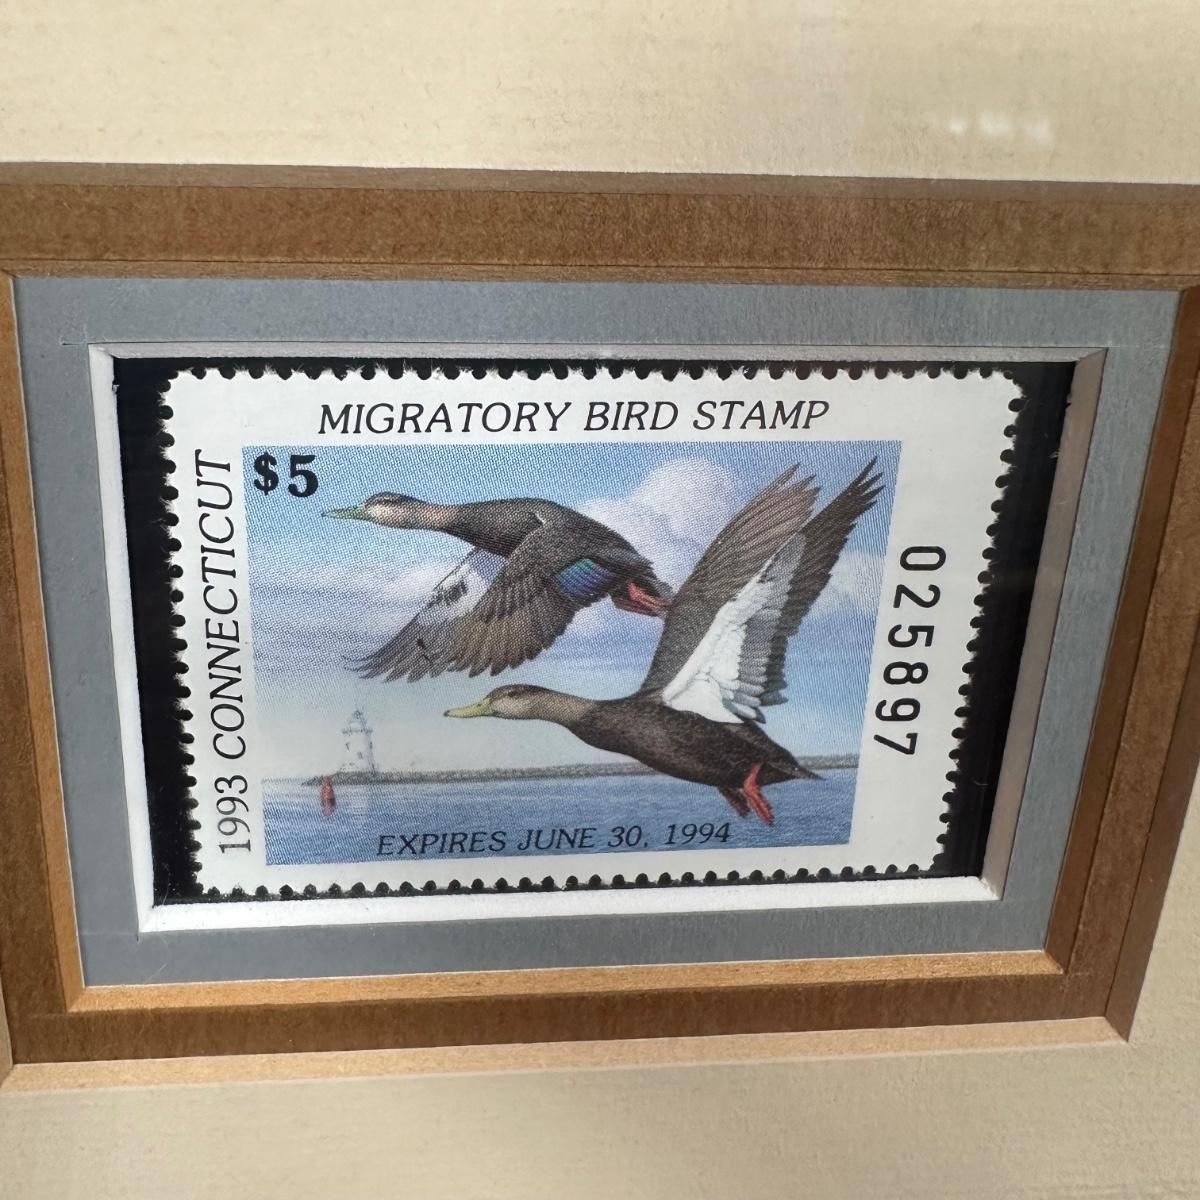 MIGRATORY BIRD STAMP
$5
1993 CONNECTICUT
025897
EXPIRES JUNE 30, 1994